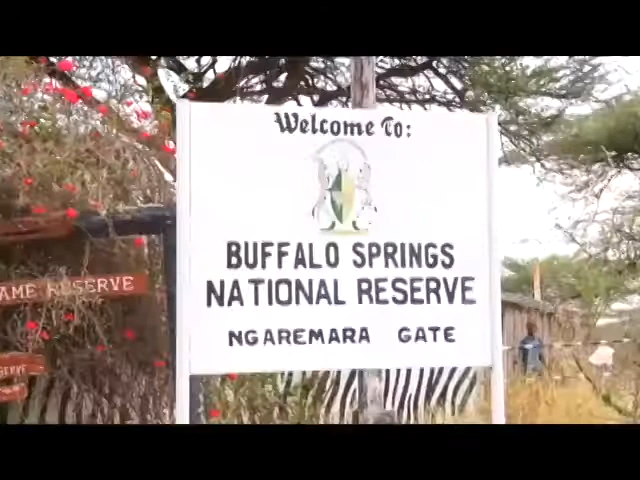 Welcome To:
BUFFALO SPRINGS
NATIONAL RESERVE
NGAREMARA GATE
AME RESERVE